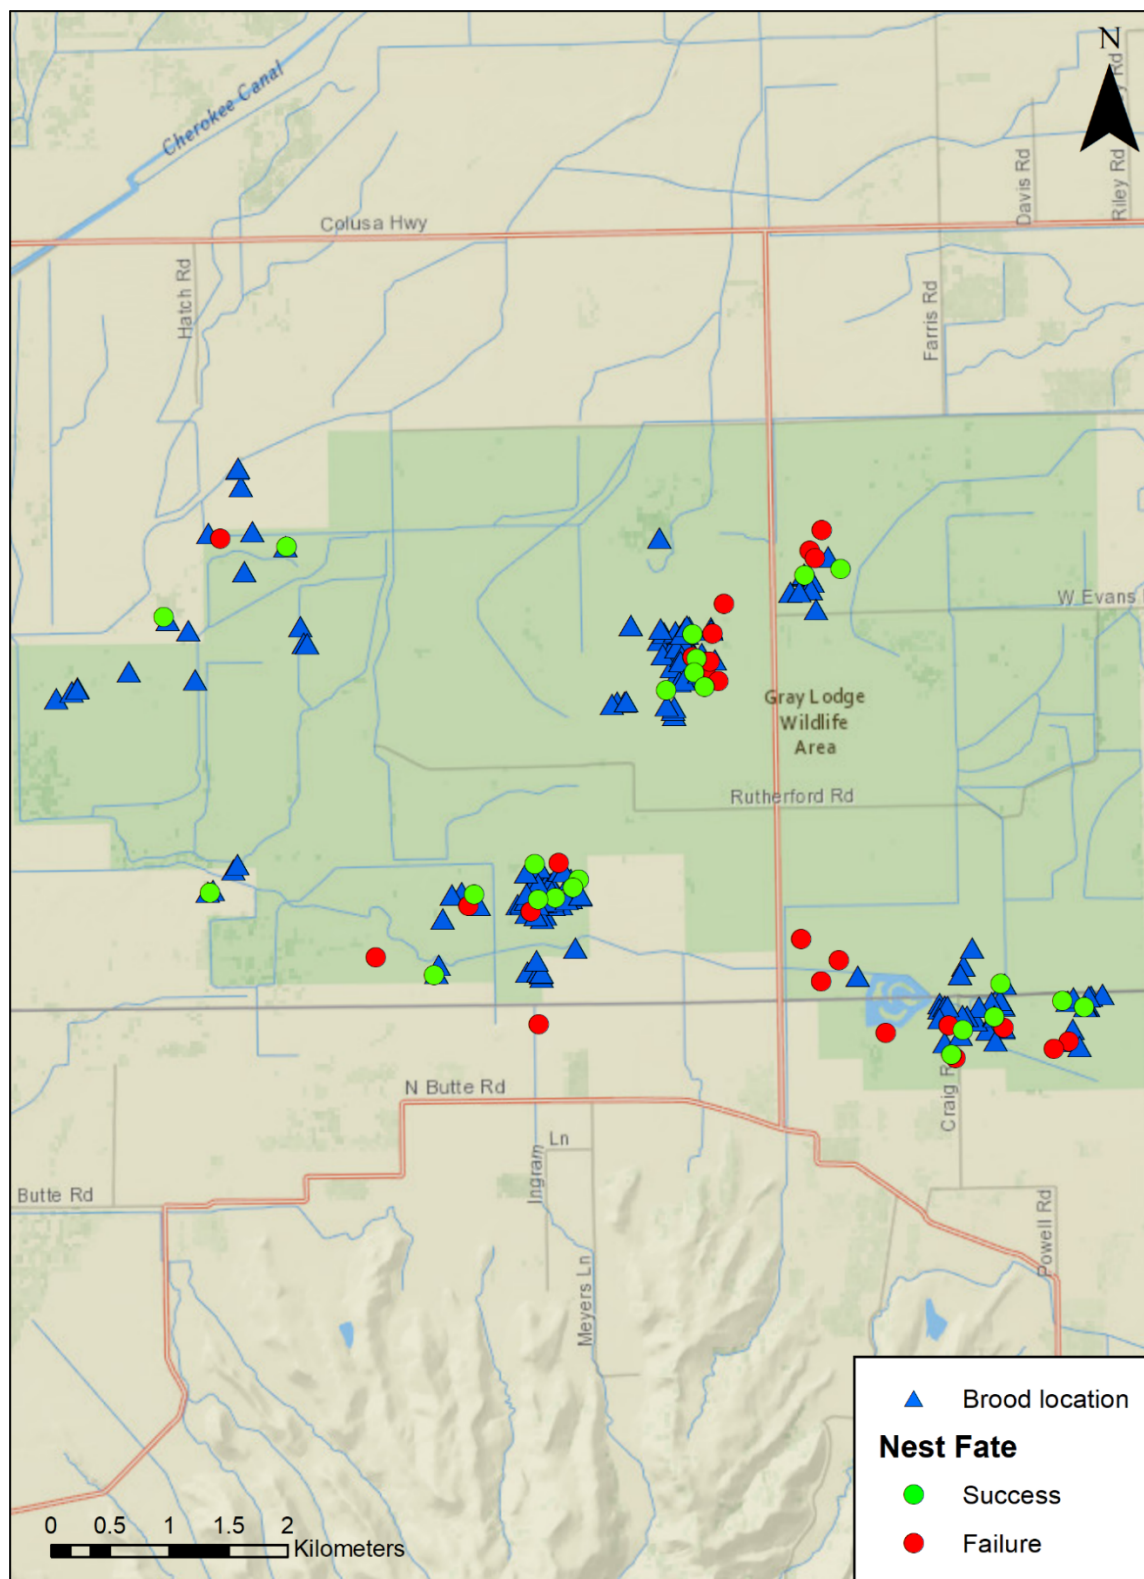 N
Cherokee Canal
Davis Rd
Riley Rd
Colusa Hwy
Hatch Rd
Farris Rd
W Evans
Gray Lodge
Wildlife
Area
Rutherford Rd
N Butte Rd
Craig
Ln
Ingram
Butte Rd
Powell Rd
Meyers Ln
Brood location
Nest Fate
Success
Failure
0 0.5 1 1.5 2
Kilometers